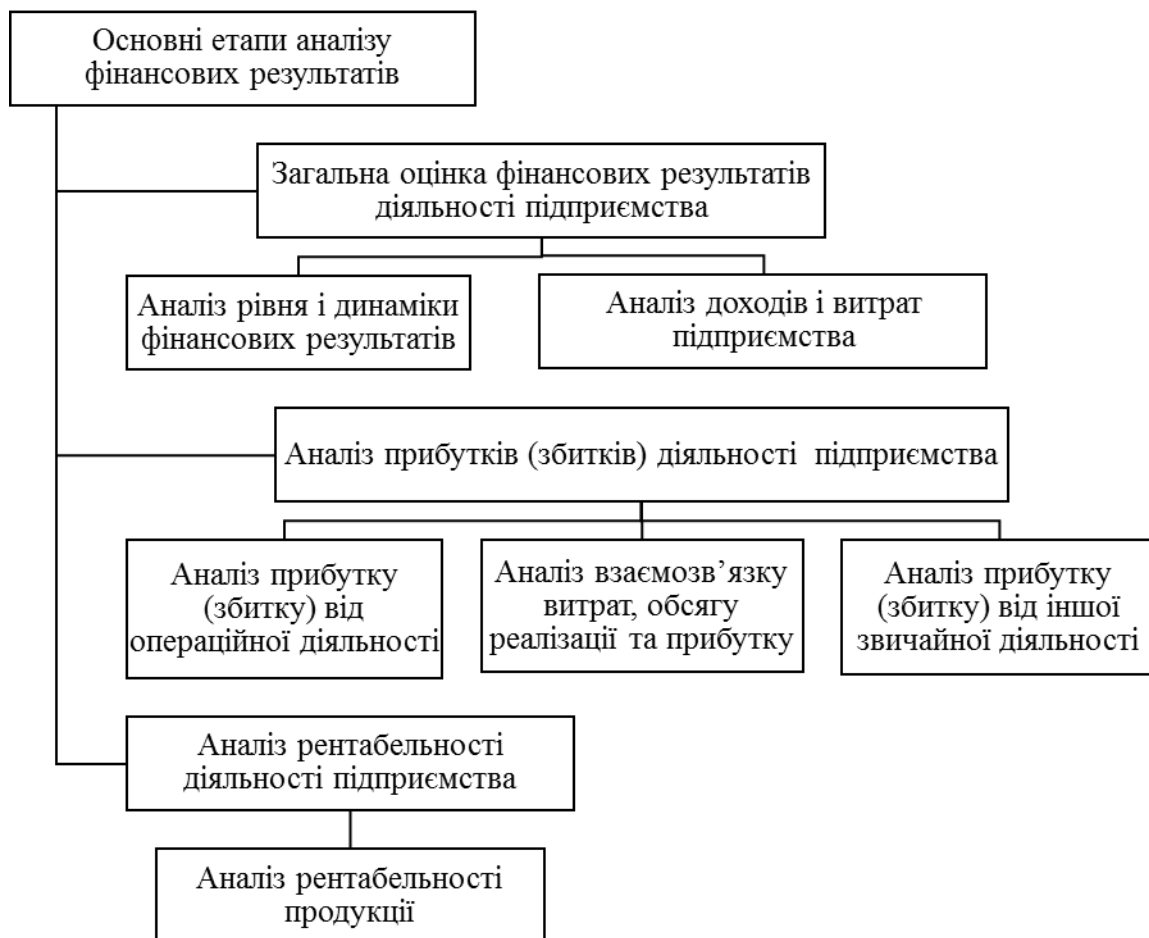 Основні етапи аналізу
фінансових результатів
Загальна оцінка фінансових результатів
діяльності підприємства
Аналіз рівня і динаміки
фінансових результатів
Аналіз доходів і витрат
підприємства
Аналіз прибутків (збитків) діяльності підприємства
Аналіз прибутку
(збитку) від
операційної діяльності
Аналіз взаємозв’язку
витрат, обсягу
реалізації та прибутку
Аналіз прибутку
(збитку) від іншої
звичайної діяльності
Аналіз рентабельності
діяльності підприємства
Аналіз рентабельності
продукції